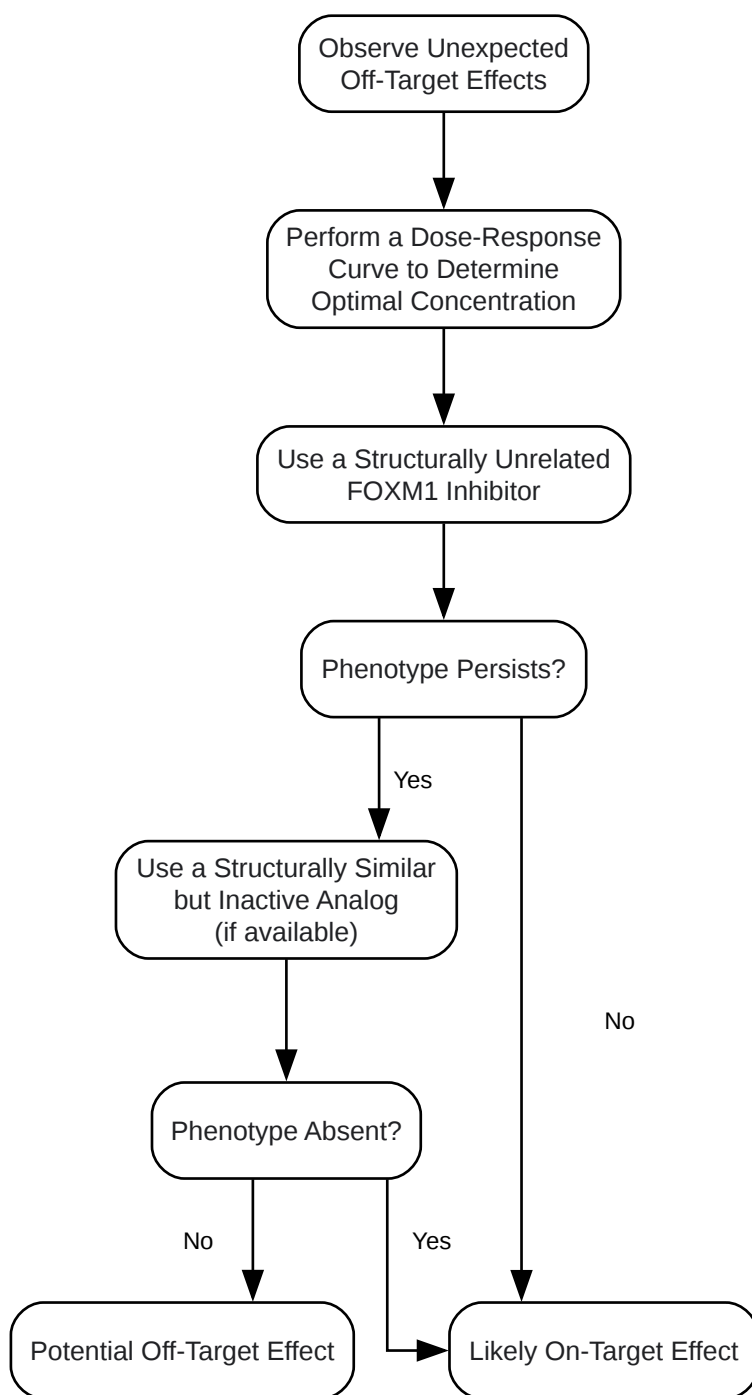 Observe Unexpected
Off-Target Effects
Perform a Dose-Response
Curve to Determine
Optimal Concentration
Use a Structurally Unrelated
FOXM1 Inhibitor
Phenotype Persists?
Yes
Use a Structurally Similar
but Inactive Analog
(if available)
No
Phenotype Absent?
No
Yes
Potential Off-Target Effect
Likely On-Target Effect